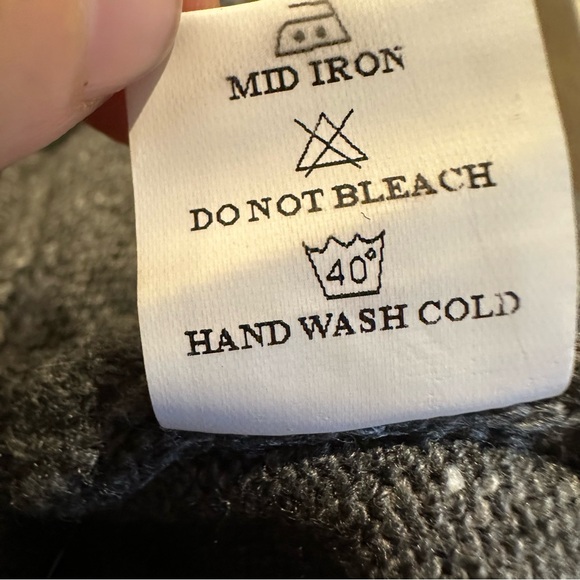 MID IRON
DO NOT BLEACH
40°
HAND WASH COLD